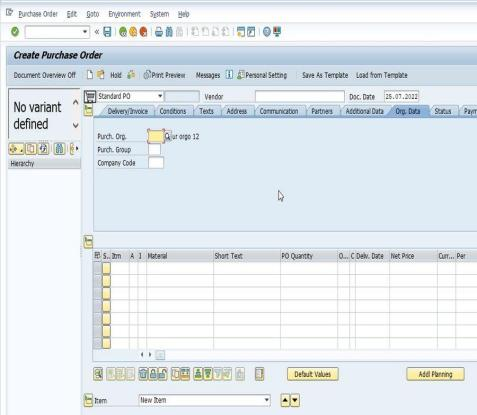 Purchase Order Edit Goto Environment System Help
Create Purchase Order
Document Overview Off Hold Print Preview Messages Personal Setting Save As Template Load from Template
No variant defined
Standard PO Vendor Doc. Date 25.07.2022
Delivery/Invoice Conditions Texts Address Communication Partners Additional Data Org. Data Status Paym
Purch. Org. ur orgo 12
Purch. Group
Company Code
Hierarchy
S.. Itm A I Material Short Text PO Quantity O... C Delv. Date Net Price Curr... Per
Default Values Addl Planning
Item New Item